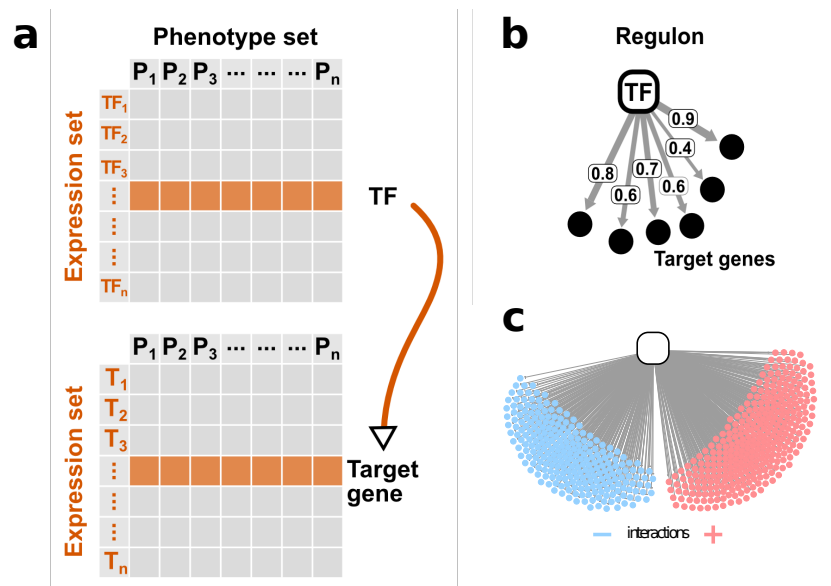 a
Phenotype set
P1 P2 P3 ... ... ... Pn
Expression set
TF1
TF2
TF3
...
...
...
TFn
TF
P1 P2 P3 ... ... ... Pn
Expression set
T1
T2
T3
...
...
...
Tn
Target
gene
b
Regulon
TF
0.9
0.4
0.8
0.7
0.6
0.6
Target genes
c
− interactions +